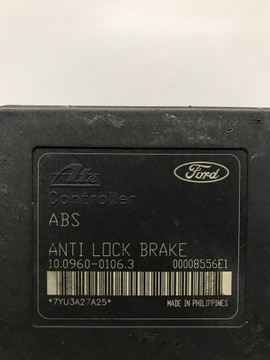 Ate
Ford
Controller
ABS
ANTI LOCK BRAKE
10.0960-0106.3 00008556E1
*7YU3A27A25* MADE IN PHILIPPINES